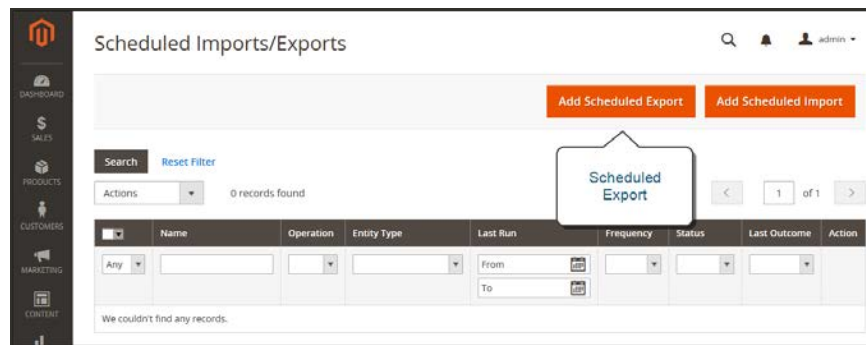 Scheduled Imports/Exports
admin
DASHBOARD
SALES
PRODUCTS
CUSTOMERS
MARKETING
CONTENT
Add Scheduled Export
Add Scheduled Import
Scheduled
Export
Search
Reset Filter
Actions
0 records found
1
of 1
Name
Operation
Entity Type
Last Run
Frequency
Status
Last Outcome
Action
Any
From
To
We couldn't find any records.